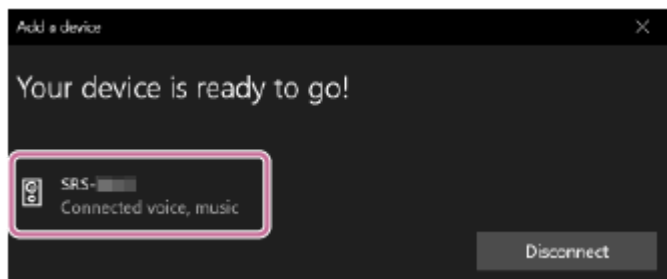 Add a device
Your device is ready to go!
SRS-
Connected voice, music
Disconnect